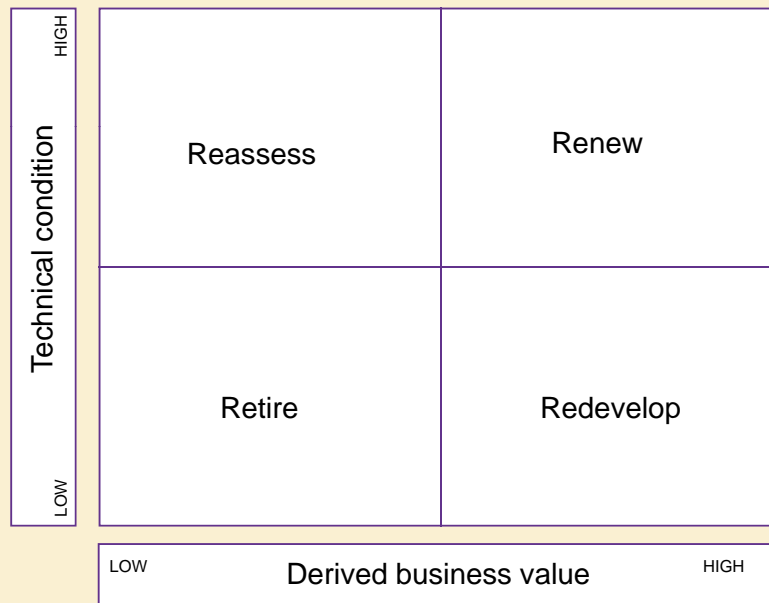 HIGH
Technical condition
LOW
Reassess
Renew
Retire
Redevelop
LOW
Derived business value
HIGH